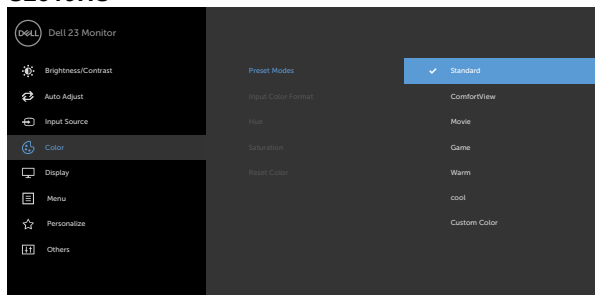 DELL Dell 23 Monitor
Brightness/Contrast
Auto Adjust
Input Source
Color
Display
Menu
Personalize
Others
Preset Modes
Input Color Format
Hue
Saturation
Reset Color
Standard
ComfortView
Movie
Game
Warm
cool
Custom Color